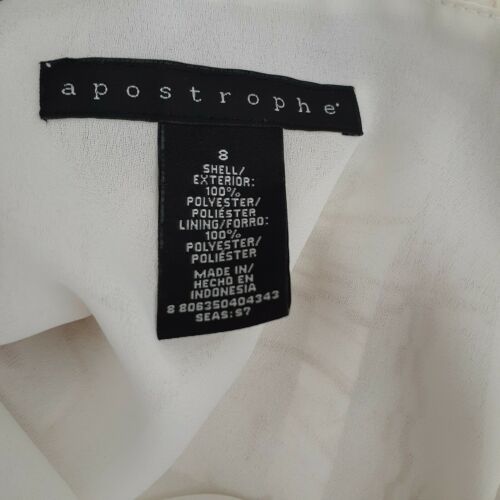 apostrophe
8
SHELL/
EXTERIOR:
100%
POLYESTER/
POLIÉSTER
LINING/FORRO:
100%
POLYESTER/
POLIÉSTER
MADE IN/
HECHO EN
INDONESIA
8 806350404343
SEAS: S7